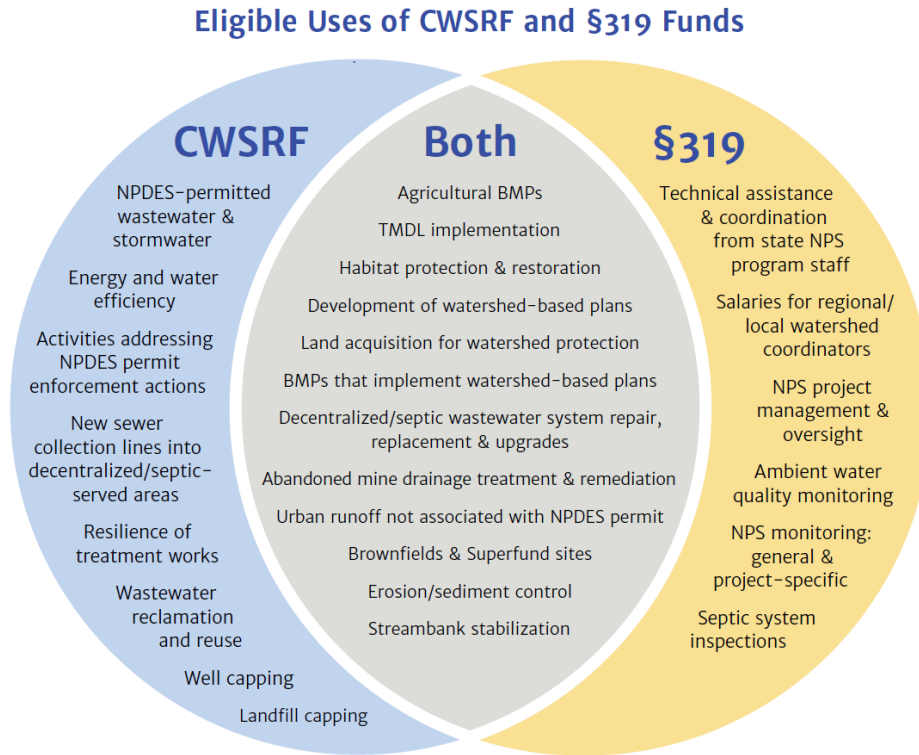 Eligible Uses of CWSRF and §319 Funds
CWSRF
NPDES-permitted
wastewater &
stormwater
Energy and water
efficiency
Activities addressing
NPDES permit
enforcement actions
New sewer
collection lines into
decentralized/septic-
served areas
Resilience of
treatment works
Wastewater
reclamation
and reuse
Well capping
Landfill capping
Both
Agricultural BMPs
TMDL implementation
Habitat protection & restoration
Development of watershed-based plans
Land acquisition for watershed protection
BMPs that implement watershed-based plans
Decentralized/septic wastewater system repair,
replacement & upgrades
Abandoned mine drainage treatment & remediation
Urban runoff not associated with NPDES permit
Brownfields & Superfund sites
Erosion/sediment control
Streambank stabilization
§319
Technical assistance
& coordination
from state NPS
program staff
Salaries for regional/
local watershed
coordinators
NPS project
management &
oversight
Ambient water
quality monitoring
NPS monitoring:
general &
project-specific
Septic system
inspections